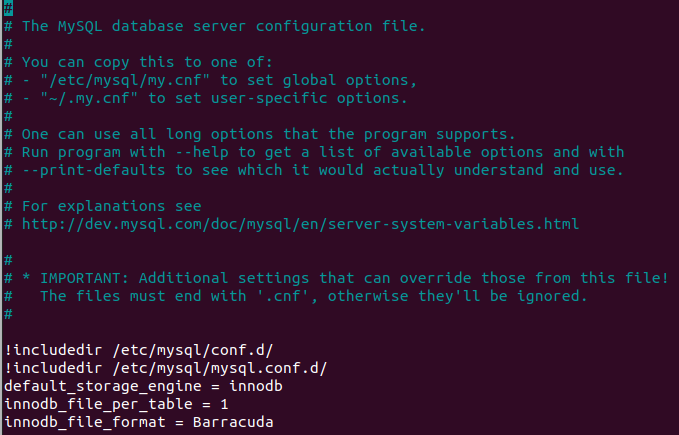 #
# The MySQL database server configuration file.
#
# You can copy this to one of:
# - "/etc/mysql/my.cnf" to set global options,
# - "~/.my.cnf" to set user-specific options.
#
# One can use all long options that the program supports.
# Run program with --help to get a list of available options and with
# --print-defaults to see which it would actually understand and use.
#
# For explanations see
# http://dev.mysql.com/doc/mysql/en/server-system-variables.html

#
# * IMPORTANT: Additional settings that can override those from this file!
#   The files must end with '.cnf', otherwise they'll be ignored.
#

!includedir /etc/mysql/conf.d/
!includedir /etc/mysql/mysql.conf.d/
default_storage_engine = innodb
innodb_file_per_table = 1
innodb_file_format = Barracuda